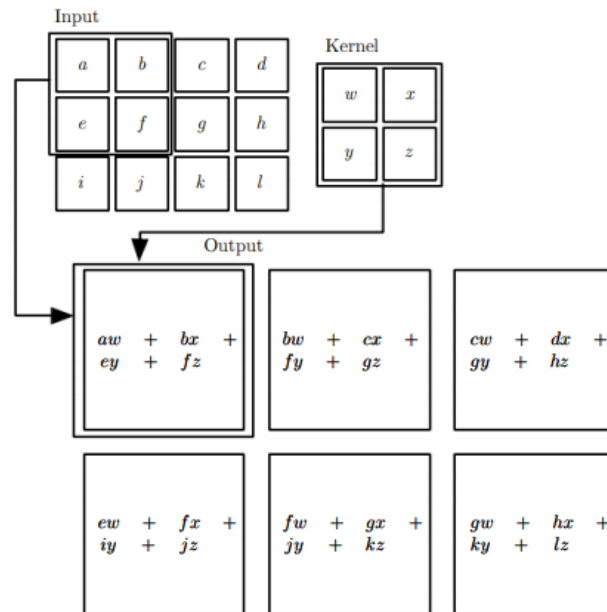 Input
Kernel
a b c d
w x
e f g h
y z
i j k l
Output
aw + bx +
ey + fz
bw + cx +
fy + gz
cw + dx +
gy + hz
ew + fx +
iy + jz
fw + gx +
jy + kz
gw + hx +
ky + lz